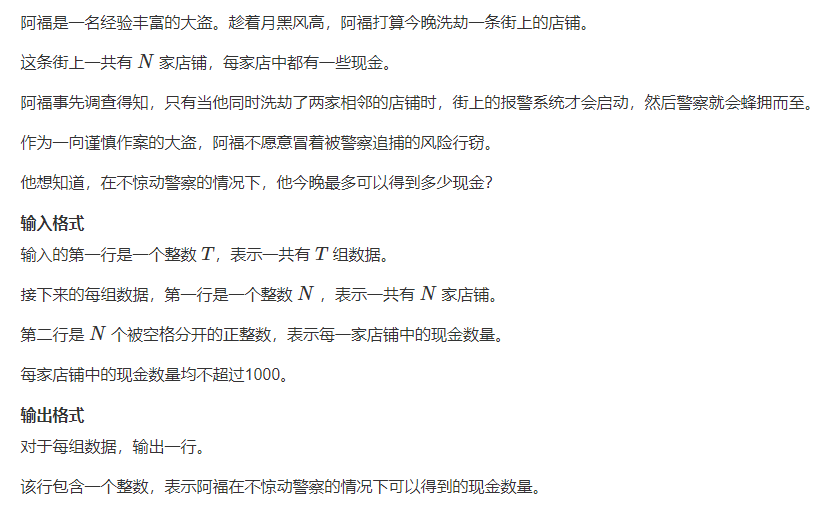 阿福是一名经验丰富的大盗。趁着月黑风高，阿福打算今晚洗劫一条街上的店铺。
这条街上一共有 N 家店铺，每家店中都有一些现金。
阿福事先调查得知，只有当他同时洗劫了两家相邻的店铺时，街上的报警系统才会启动，然后警察就会蜂拥而至。
作为一向谨慎作案的大盗，阿福不愿意冒着被警察追捕的风险行窃。
他想知道，在不惊动警察的情况下，他今晚最多可以得到多少现金？
输入格式
输入的第一行是一个整数 T，表示一共有 T 组数据。
接下来的每组数据，第一行是一个整数 N ，表示一共有 N 家店铺。
第二行是 N 个被空格分开的正整数，表示每一家店铺中的现金数量。
每家店铺中的现金数量均不超过1000。
输出格式
对于每组数据，输出一行。
该行包含一个整数，表示阿福在不惊动警察的情况下可以得到的现金数量。